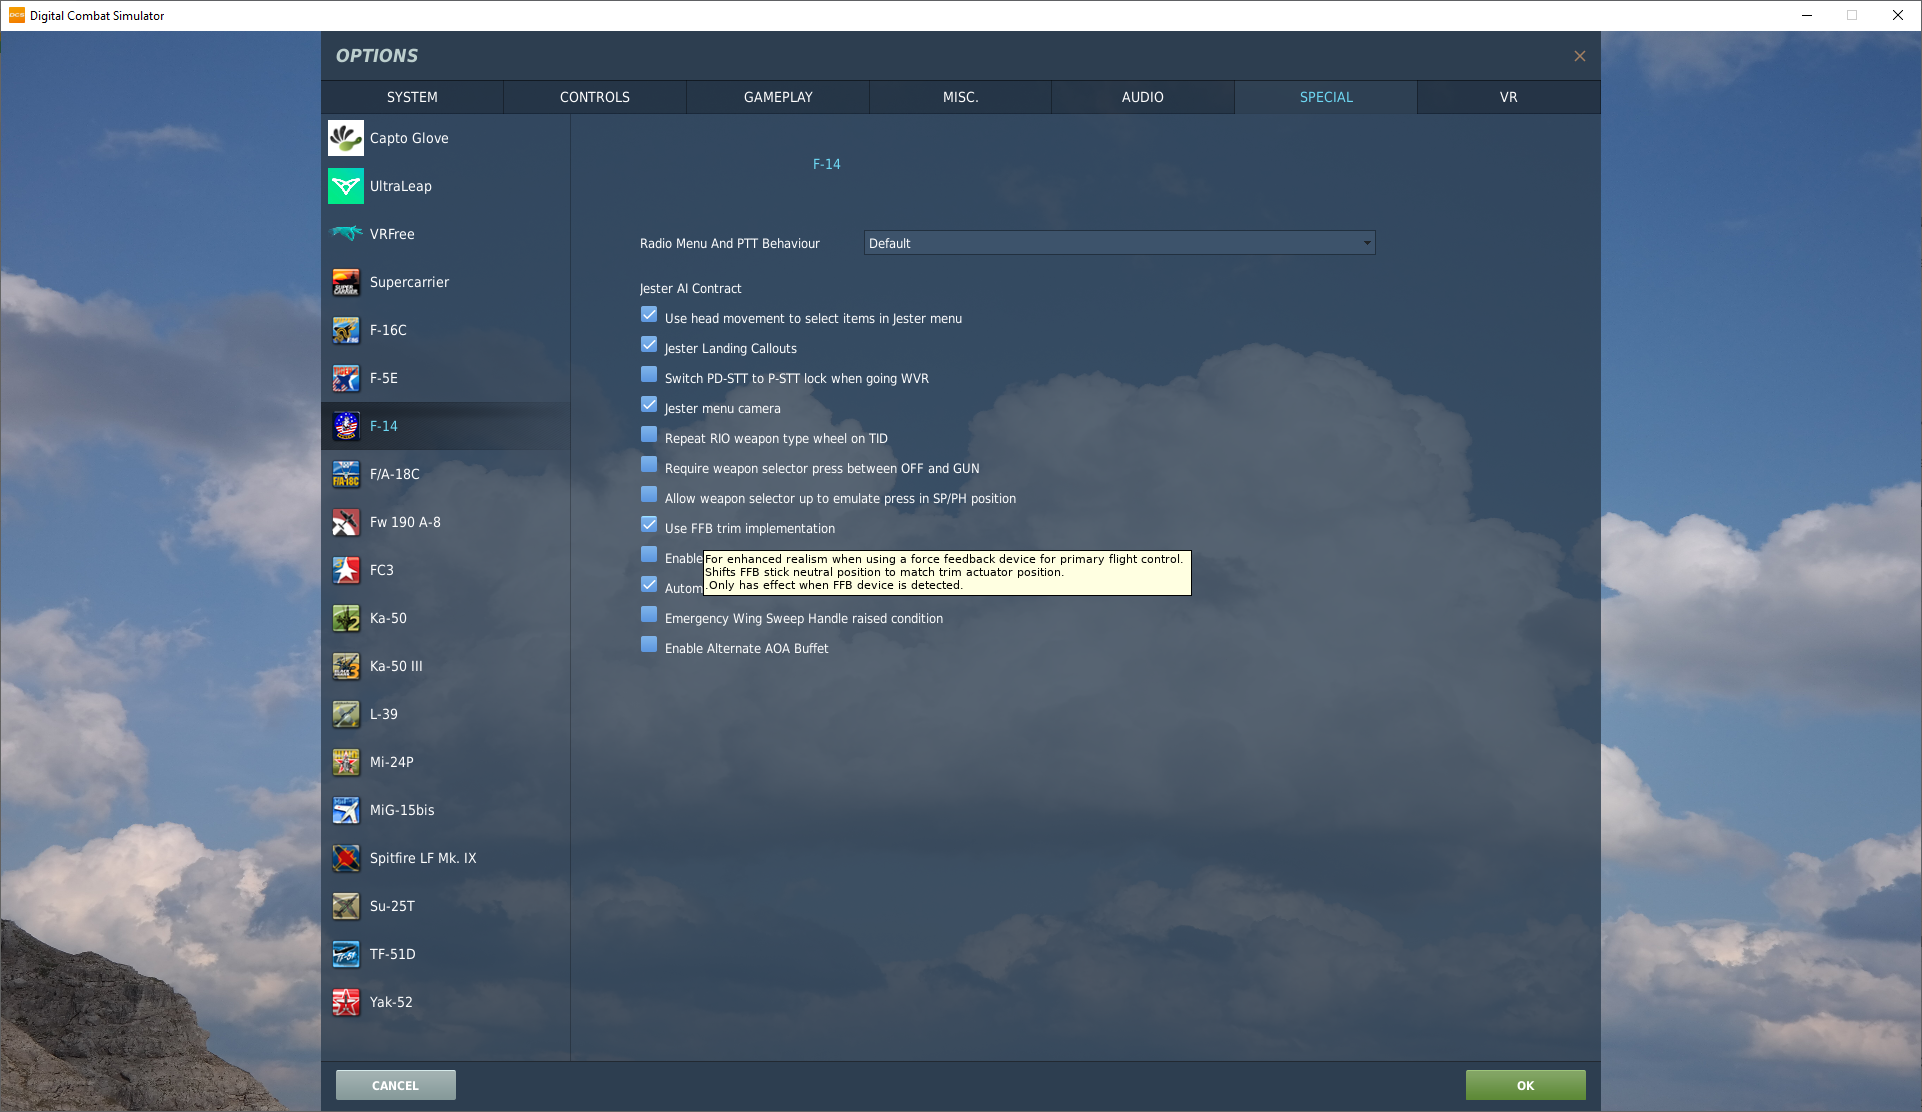 Digital Combat Simulator
OPTIONS
SYSTEM
CONTROLS
GAMEPLAY
MISC.
AUDIO
SPECIAL
VR
Capto Glove
UltraLeap
VRFree
Supercarrier
F-16C
F-5E
F-14
F/A-18C
Fw 190 A-8
FC3
Ka-50
Ka-50 III
L-39
Mi-24P
MiG-15bis
Spitfire LF Mk. IX
Su-25T
TF-51D
Yak-52
F-14
Radio Menu And PTT Behaviour
Default
Jester AI Contract
Use head movement to select items in Jester menu
Jester Landing Callouts
Switch PD-STT to P-STT lock when going WVR
Jester menu camera
Repeat RIO weapon type wheel on TID
Require weapon selector press between OFF and GUN
Allow weapon selector up to emulate press in SP/PH position
Use FFB trim implementation
Enable
For enhanced realism when using a force feedback device for primary flight control.
Shifts FFB stick neutral position to match trim actuator position.
.Only has effect when FFB device is detected.
Autom
Emergency Wing Sweep Handle raised condition
Enable Alternate AOA Buffet
CANCEL
OK